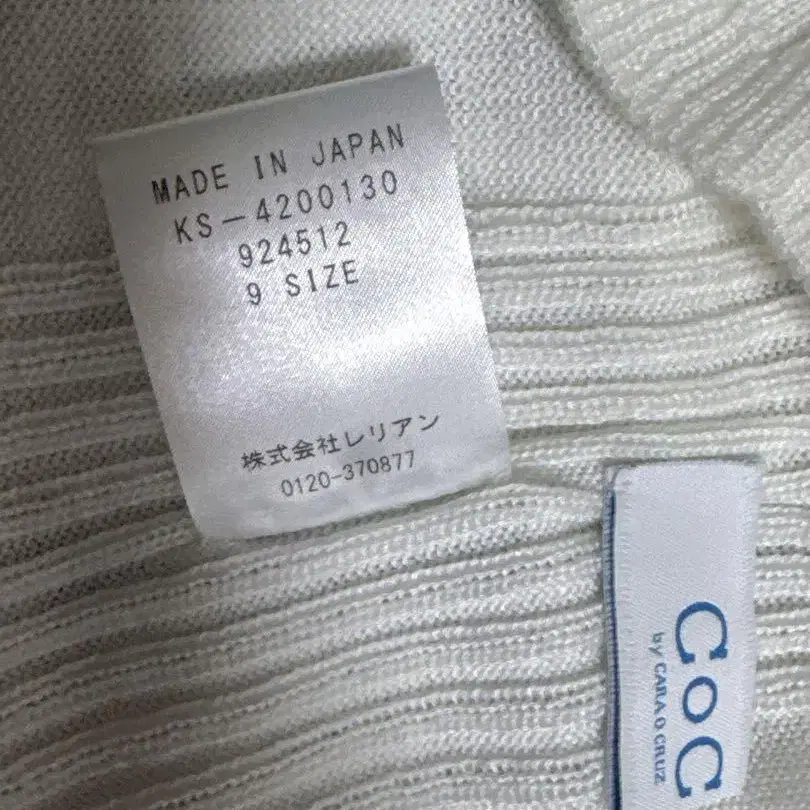 MADE IN JAPAN
KS-4200130
924512
9 SIZE
株式会社レリアン
0120-370877
CoC
by CARA O CRUZ